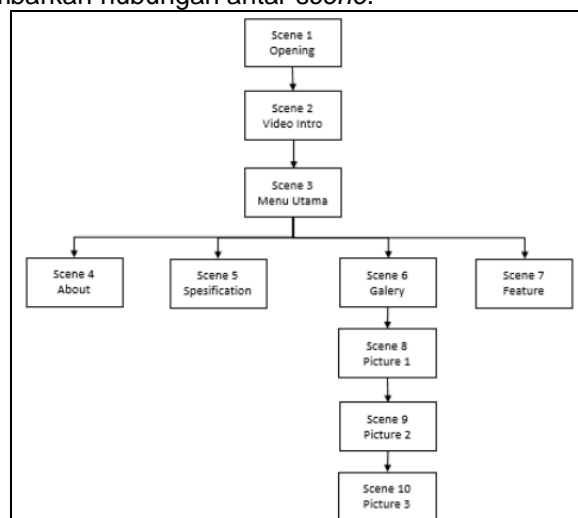 mbarkan hubungan antar scene.
Scene 1
Opening
Scene 2
Video Intro
Scene 3
Menu Utama
Scene 4
About
Scene 5
Spesification
Scene 6
Galery
Scene 7
Feature
Scene 8
Picture 1
Scene 9
Picture 2
Scene 10
Picture 3